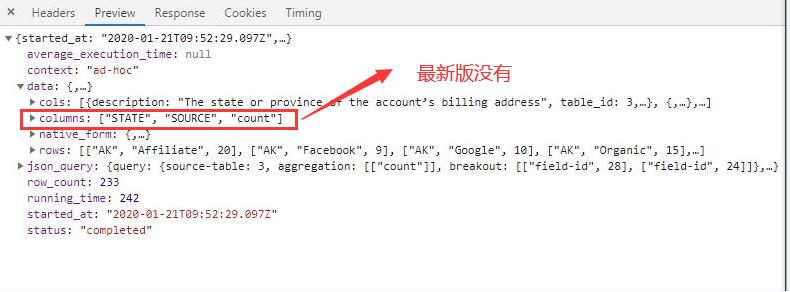 Headers Preview Response Cookies Timing
{started_at: "2020-01-21T09:52:29.097Z",…}
average_execution_time: null
context: "ad-hoc"
data: {,…}
cols: [{description: "The state or province of the account’s billing address", table_id: 3,…}, {,…},…]
columns: ["STATE", "SOURCE", "count"]
native_form: {,…}
rows: [["AK", "Affiliate", 20], ["AK", "Facebook", 9], ["AK", "Google", 10], ["AK", "Organic", 15],…]
json_query: {query: {source-table: 3, aggregation: [["count"]], breakout: [["field-id", 28], ["field-id", 24]]},…}
row_count: 233
running_time: 242
started_at: "2020-01-21T09:52:29.097Z"
status: "completed"
最新版没有